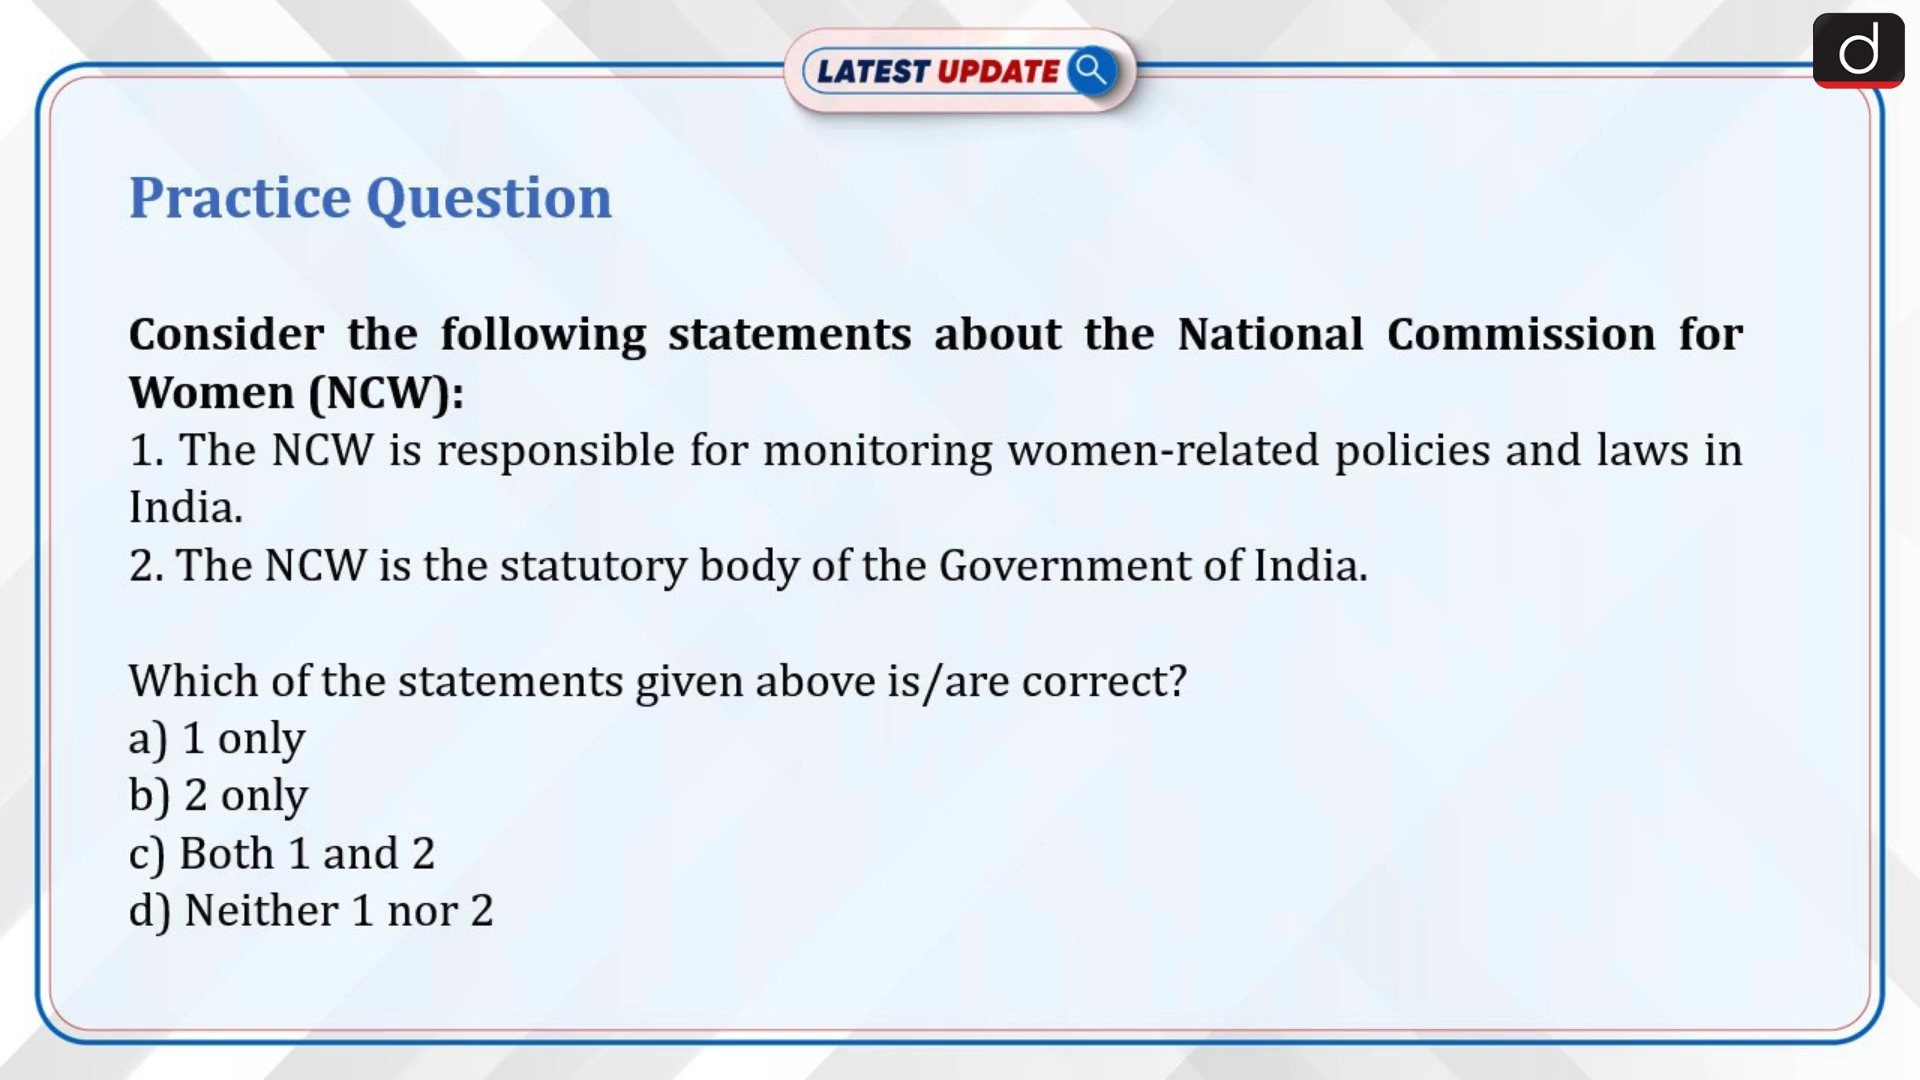 LATEST UPDATE
d
Practice Question
Consider the following statements about the National Commission for
Women (NCW):
1. The NCW is responsible for monitoring women-related policies and laws in
India.
2. The NCW is the statutory body of the Government of India.
Which of the statements given above is/are correct?
a) 1 only
b) 2 only
c) Both 1 and 2
d) Neither 1 nor 2